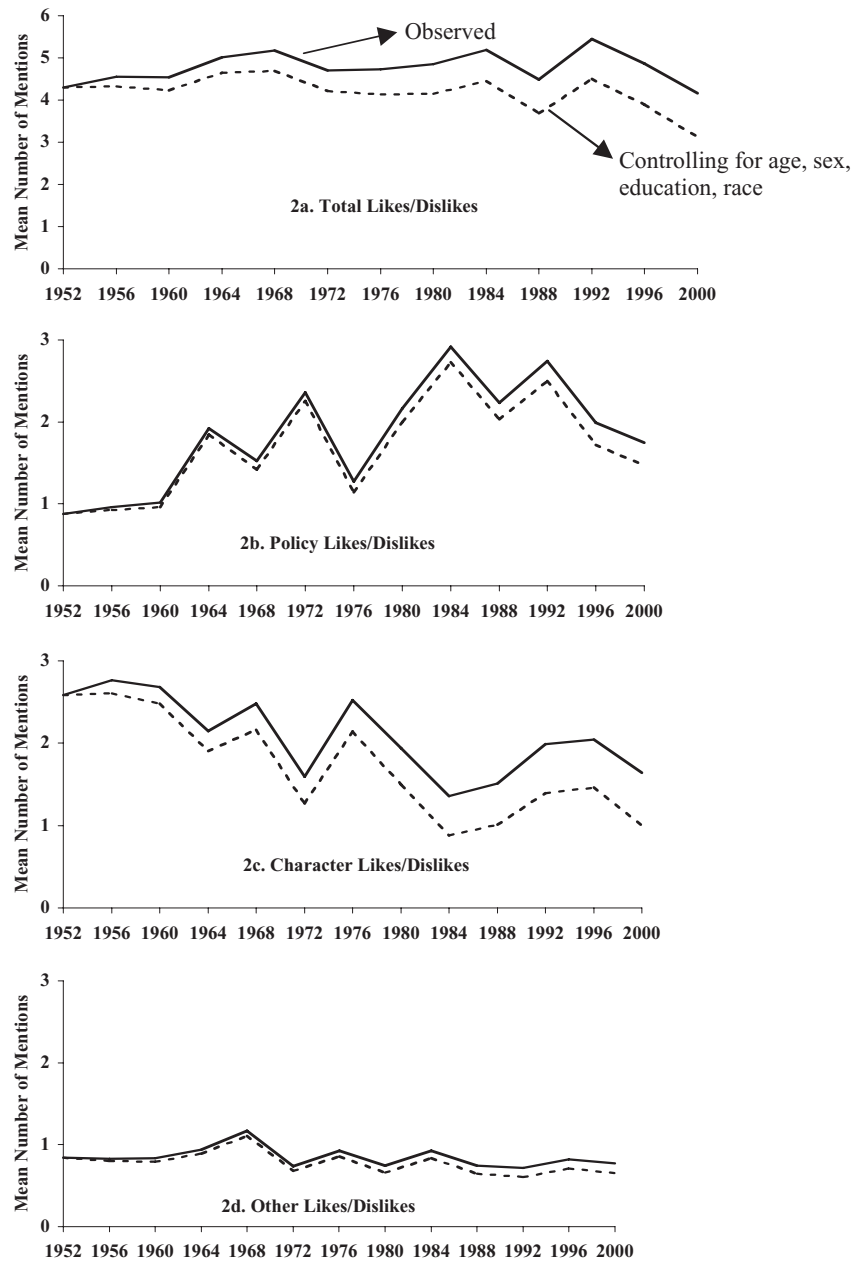 6
5
4
3
2
1
0
Mean Number of Mentions
Observed
Controlling for age, sex,
education, race
2a. Total Likes/Dislikes
1952 1956 1960 1964 1968 1972 1976 1980 1984 1988 1992 1996 2000
3
2
1
0
Mean Number of Mentions
2b. Policy Likes/Dislikes
1952 1956 1960 1964 1968 1972 1976 1980 1984 1988 1992 1996 2000
3
2
1
0
Mean Number of Mentions
2c. Character Likes/Dislikes
1952 1956 1960 1964 1968 1972 1976 1980 1984 1988 1992 1996 2000
3
2
1
0
Mean Number of Mentions
2d. Other Likes/Dislikes
1952 1956 1960 1964 1968 1972 1976 1980 1984 1988 1992 1996 2000